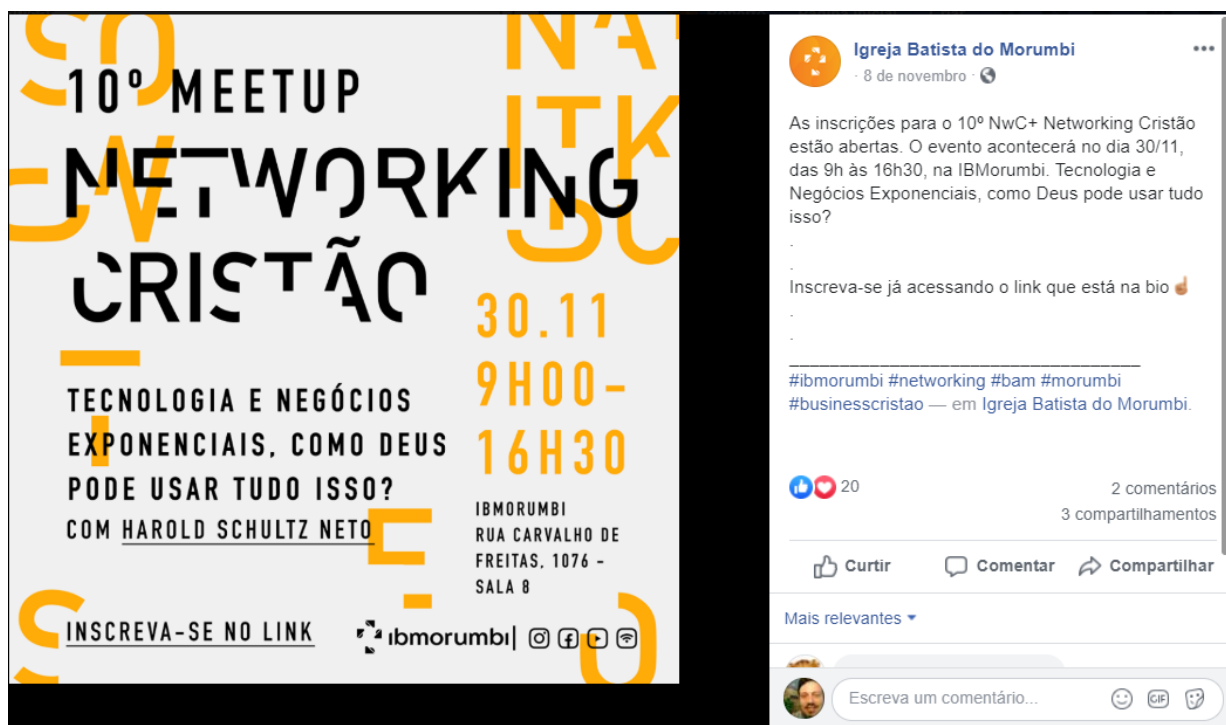 10º MEETUP
NETWORKING
CRISTÃO
TECNOLOGIA E NEGÓCIOS
EXPONENCIAIS, COMO DEUS
PODE USAR TUDO ISSO?
COM HAROLD SCHULTZ NETO
30.11
9H00-
16H30
IBMORUMBI
RUA CARVALHO DE
FREITAS, 1076 -
SALA 8
INSCREVA-SE NO LINK
ibmorumbi|
Igreja Batista do Morumbi
· 8 de novembro ·
As inscrições para o 10º NwC+ Networking Cristão
estão abertas. O evento acontecerá no dia 30/11,
das 9h às 16h30, na IBMorumbi. Tecnologia e
Negócios Exponenciais, como Deus pode usar tudo
isso?
.
.
Inscreva-se já acessando o link que está na bio ☝🏽
.
.
___________________________________
#ibmorumbi #networking #bam #morumbi
#businesscristao — em Igreja Batista do Morumbi.
20
2 comentários
3 compartilhamentos
Curtir Comentar Compartilhar
Mais relevantes
Escreva um comentário...
GIF